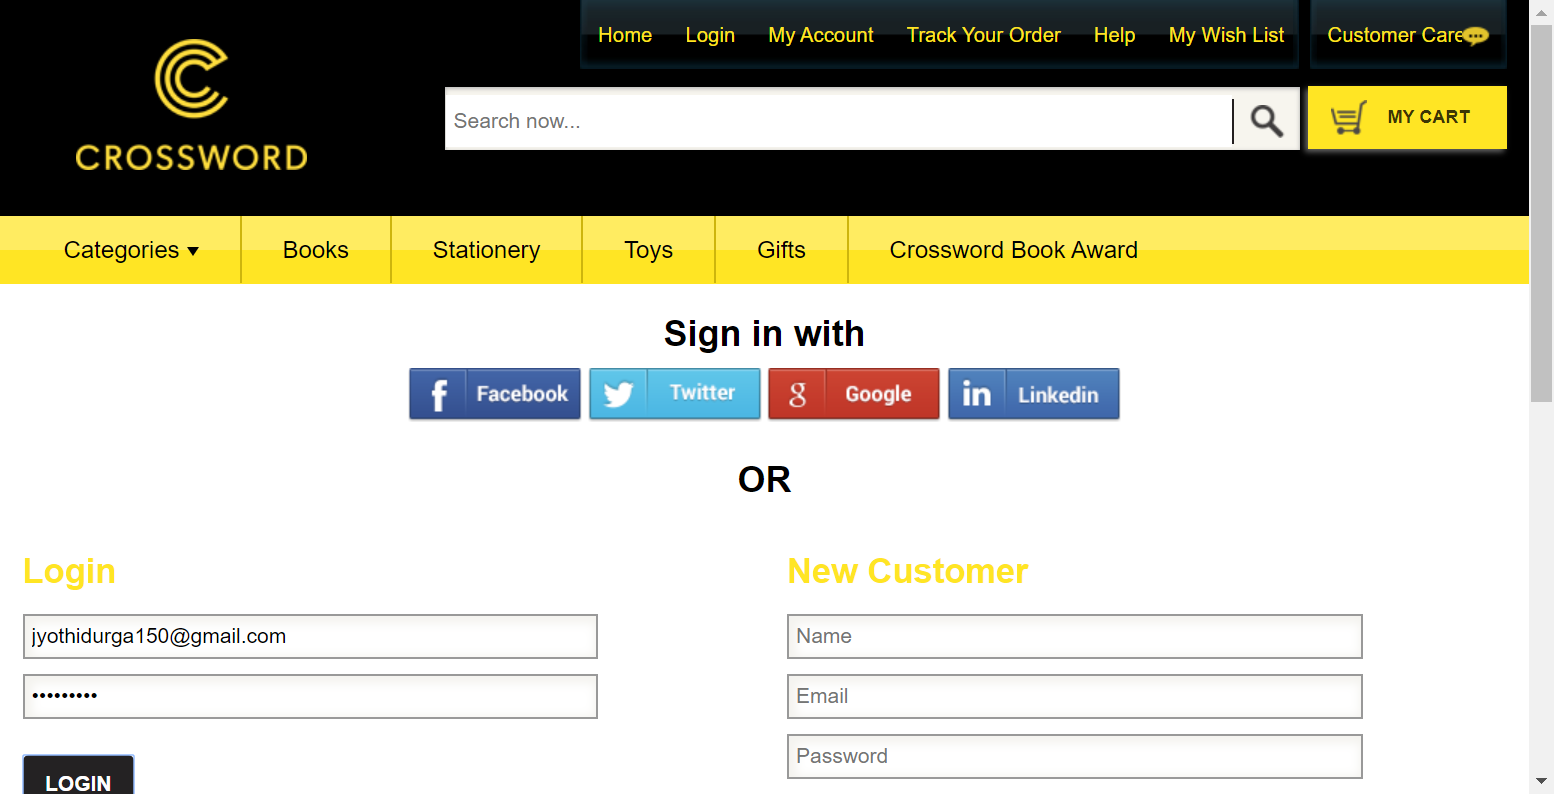 Home Login My Account Track Your Order Help My Wish List Customer Care
CROSSWORD
Search now...
MY CART
Categories Books Stationery Toys Gifts Crossword Book Award
Sign in with
f Facebook Twitter g Google in Linkedin
OR
Login New Customer
jyothidurga150@gmail.com Name
••••••••• Email
Password
LOGIN